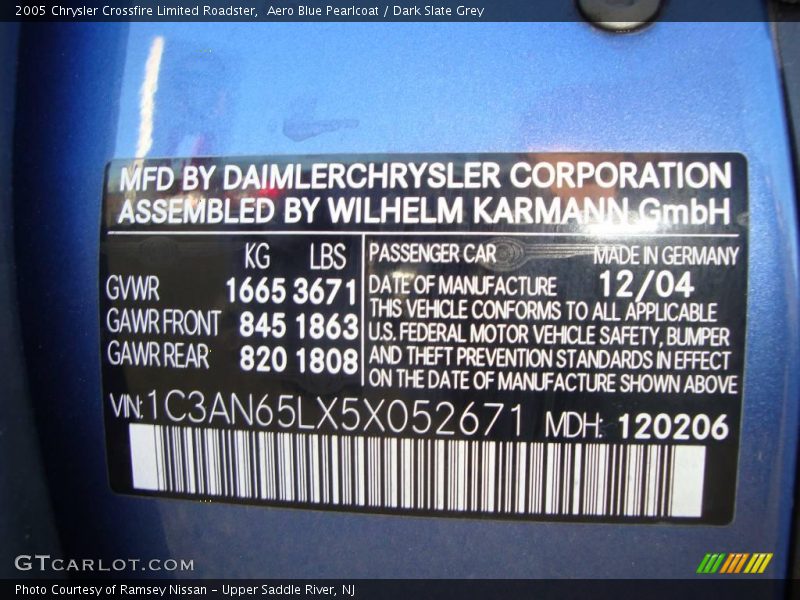 2005 Chrysler Crossfire Limited Roadster,  Aero Blue Pearlcoat / Dark Slate Grey
MFD BY DAIMLERCHRYSLER CORPORATION
ASSEMBLED BY WILHELM KARMANN GmbH
KG LBS
GVWR 1665 3671
GAWR FRONT 845 1863
GAWR REAR 820 1808
PASSENGER CAR MADE IN GERMANY
DATE OF MANUFACTURE 12/04
THIS VEHICLE CONFORMS TO ALL APPLICABLE
U.S. FEDERAL MOTOR VEHICLE SAFETY, BUMPER
AND THEFT PREVENTION STANDARDS IN EFFECT
ON THE DATE OF MANUFACTURE SHOWN ABOVE
VIN: 1C3AN65LX5X052671 MDH: 120206
GTCARLOT.COM
Photo Courtesy of Ramsey Nissan - Upper Saddle River, NJ